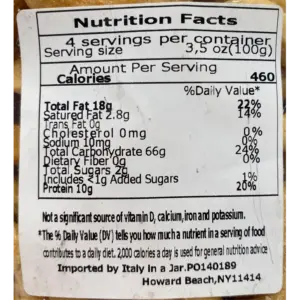 Nutrition Facts
4 servings per container
Serving size 3,5 oz(100g)
Amount Per Serving
Calories 460
%Daily Value*
Total Fat 18g 22%
Satured Fat 2.8g 14%
Trans Fat 0g
Cholesterol 0mg 0%
Sodium 10mg 0%
Total Carbohydrate 66g 24%
Dietary Fiber 0g 0%
Total Sugars 2g
Includes <1g Added Sugars 1%
Protein 10g 20%
Not a significant source of vitamin D, calcium, iron and potassium.
*The % Daily Value (DV) tells you how much a nutrient in a serving of food
contributes to a daily diet. 2,000 calories a day is used for general nutrition advice
Imported by Italy in a Jar.PO140189
Howard Beach,NY11414